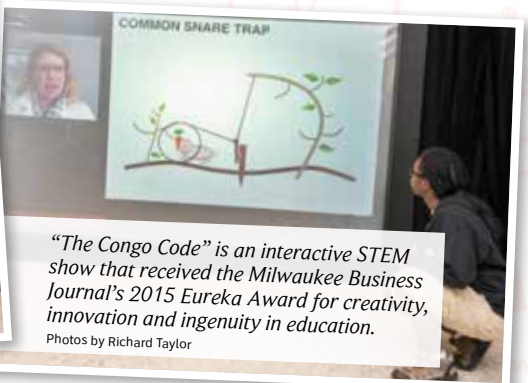 COMMON SNARE TRAP
“The Congo Code” is an interactive STEM
show that received the Milwaukee Business
Journal’s 2015 Eureka Award for creativity,
innovation and ingenuity in education.
Photos by Richard Taylor